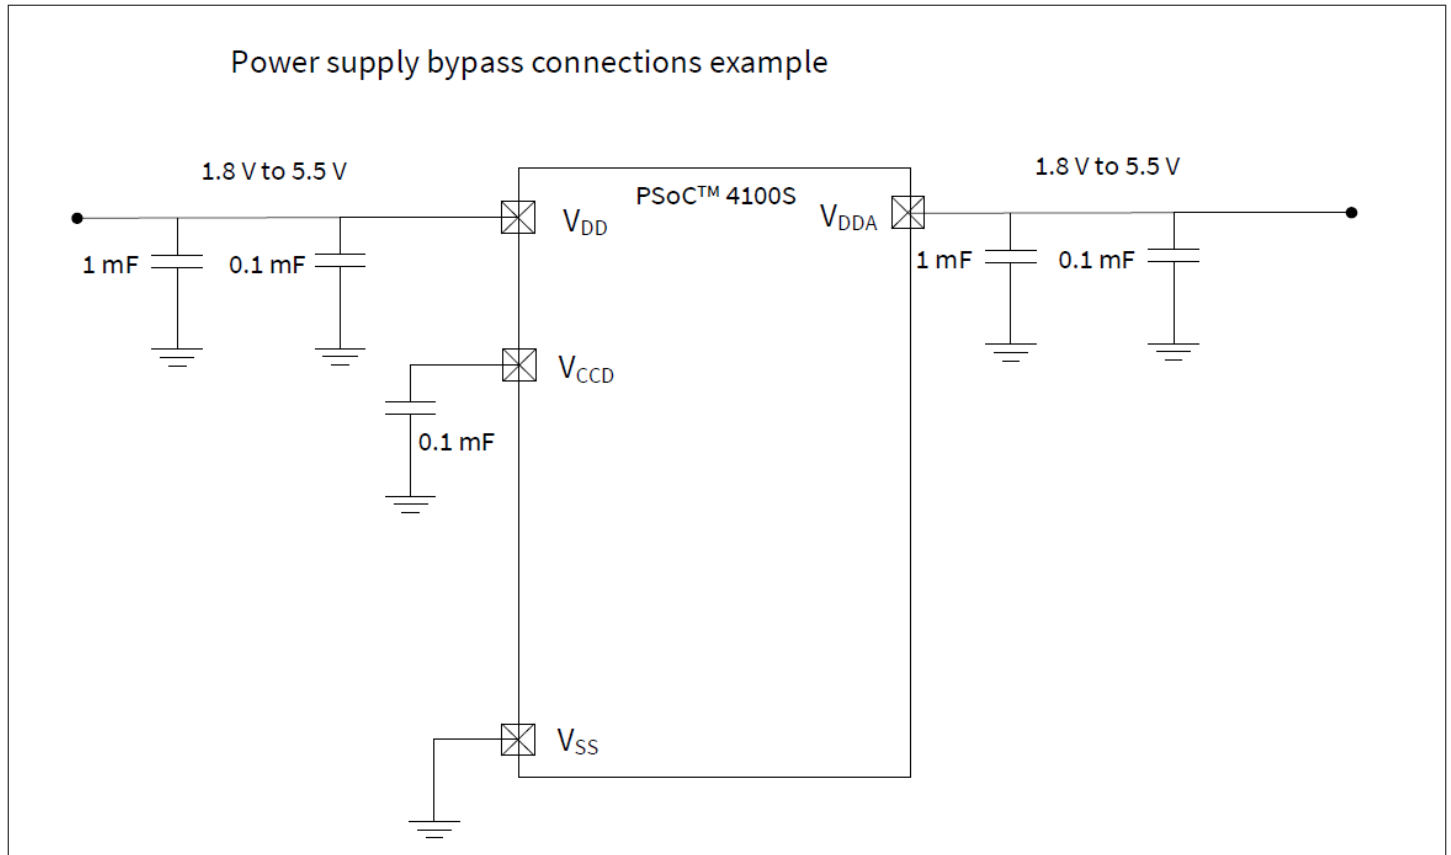 Power supply bypass connections example
1.8 V to 5.5 V
1.8 V to 5.5 V
PSoC™ 4100S
VDD
VDDA
1 mF
0.1 mF
1 mF
0.1 mF
VCCD
0.1 mF
VSS